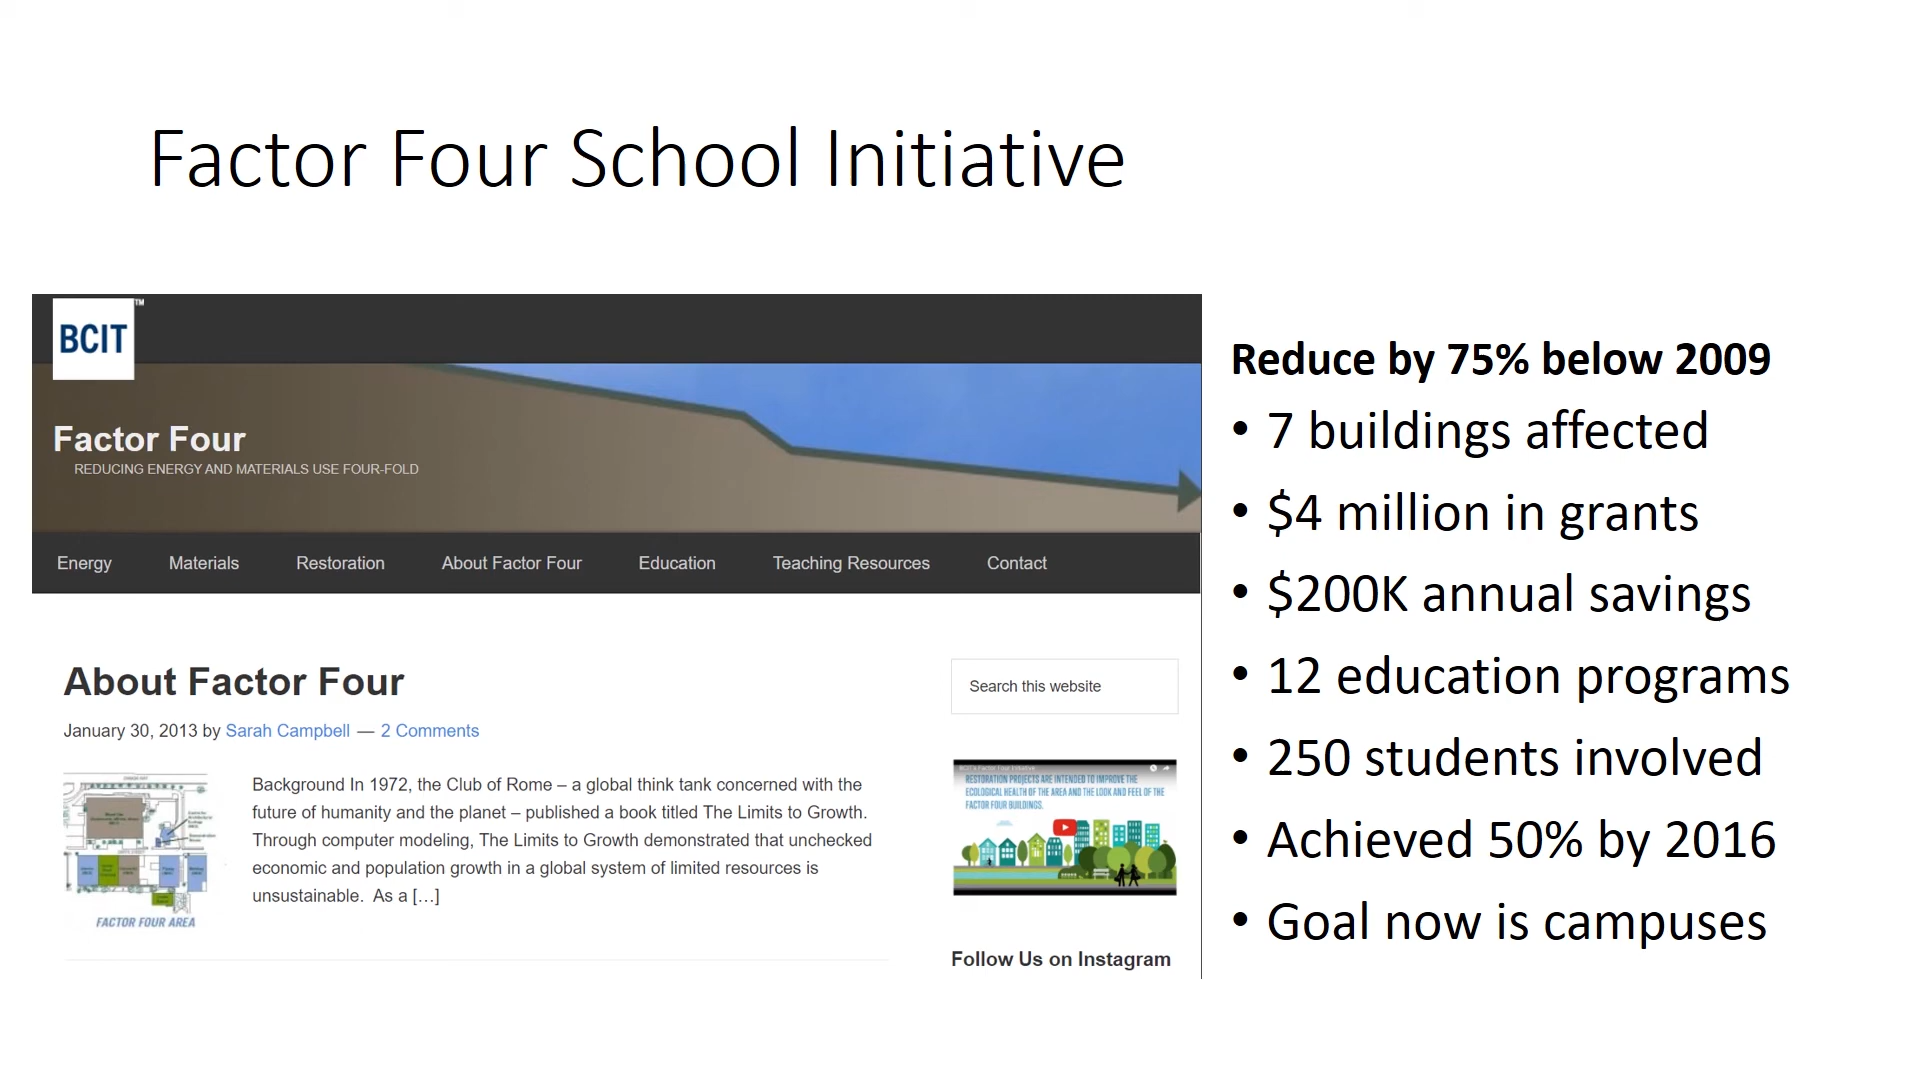 Factor Four School Initiative
BCIT™
Factor Four
REDUCING ENERGY AND MATERIALS USE FOUR-FOLD
Energy Materials Restoration About Factor Four Education Teaching Resources Contact
About Factor Four
January 30, 2013 by Sarah Campbell — 2 Comments
Background In 1972, the Club of Rome – a global think tank concerned with the
future of humanity and the planet – published a book titled The Limits to Growth.
Through computer modeling, The Limits to Growth demonstrated that unchecked
economic and population growth in a global system of limited resources is
unsustainable. As a […]
FACTOR FOUR AREA
Search this website
RESTORATION PROJECTS ARE INTENDED TO IMPROVE THE
ECOLOGICAL HEALTH OF THE AREA AND THE LOOK AND FEEL OF THE
FACTOR FOUR BUILDINGS.
Follow Us on Instagram
Reduce by 75% below 2009
• 7 buildings affected
• $4 million in grants
• $200K annual savings
• 12 education programs
• 250 students involved
• Achieved 50% by 2016
• Goal now is campuses